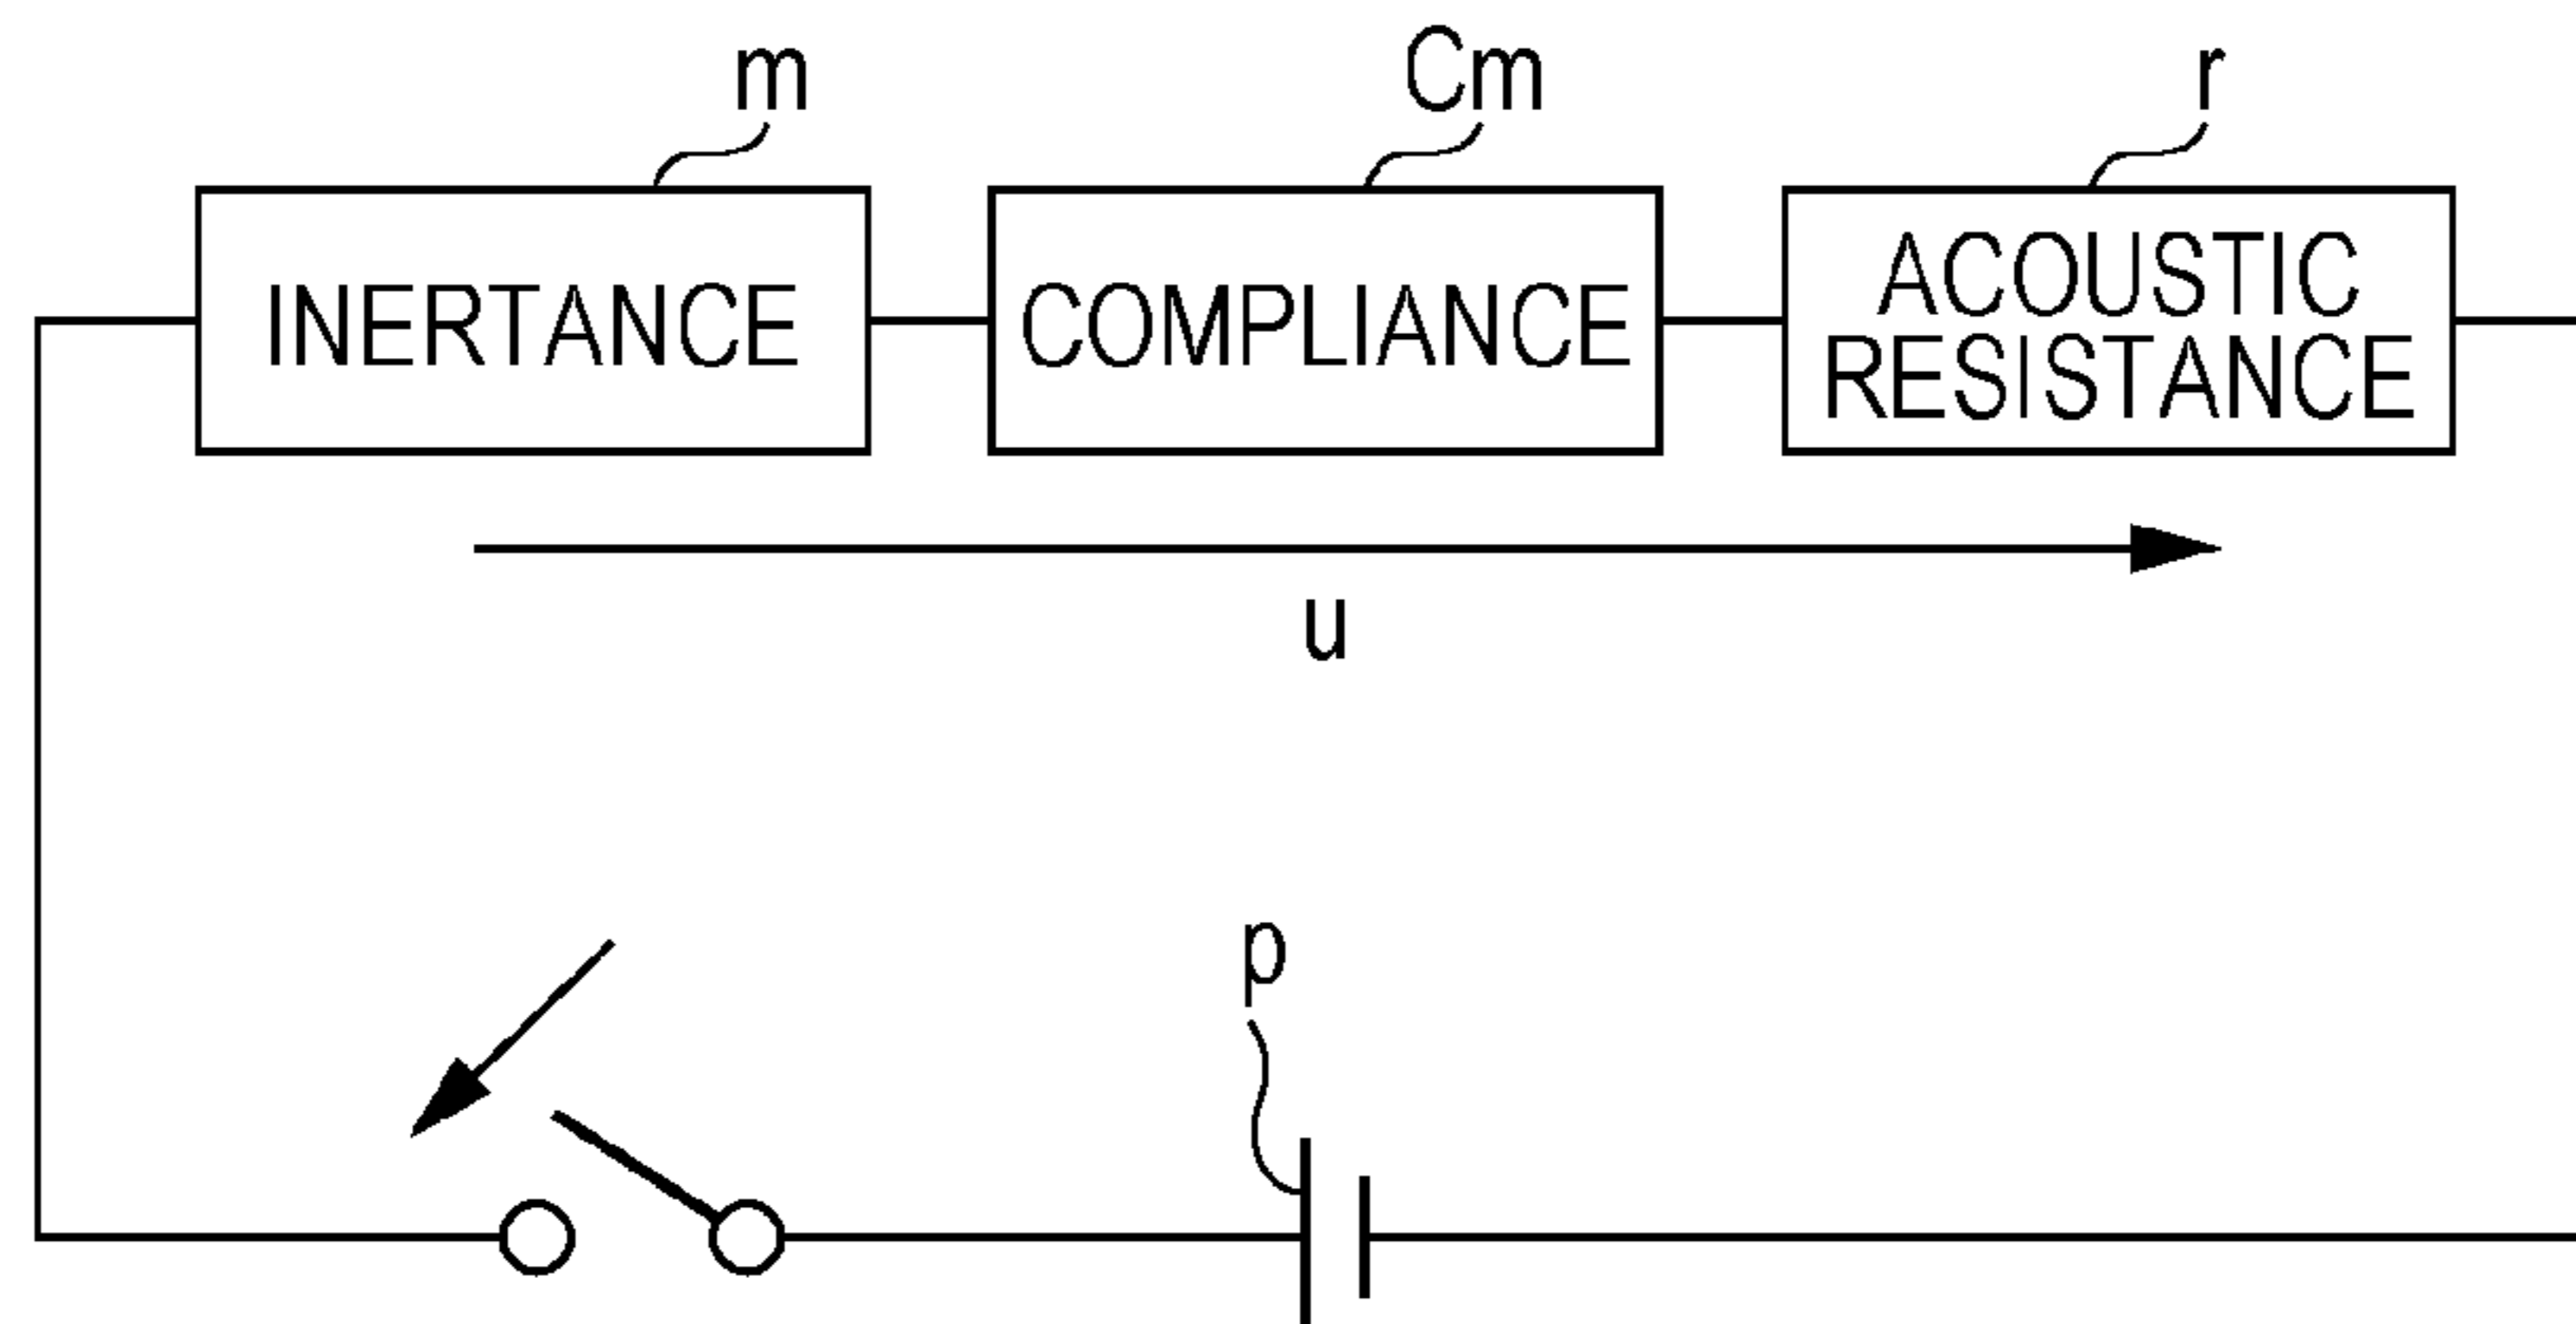 m
Cm
r
INERTANCE
COMPLIANCE
ACOUSTIC
RESISTANCE
u
p